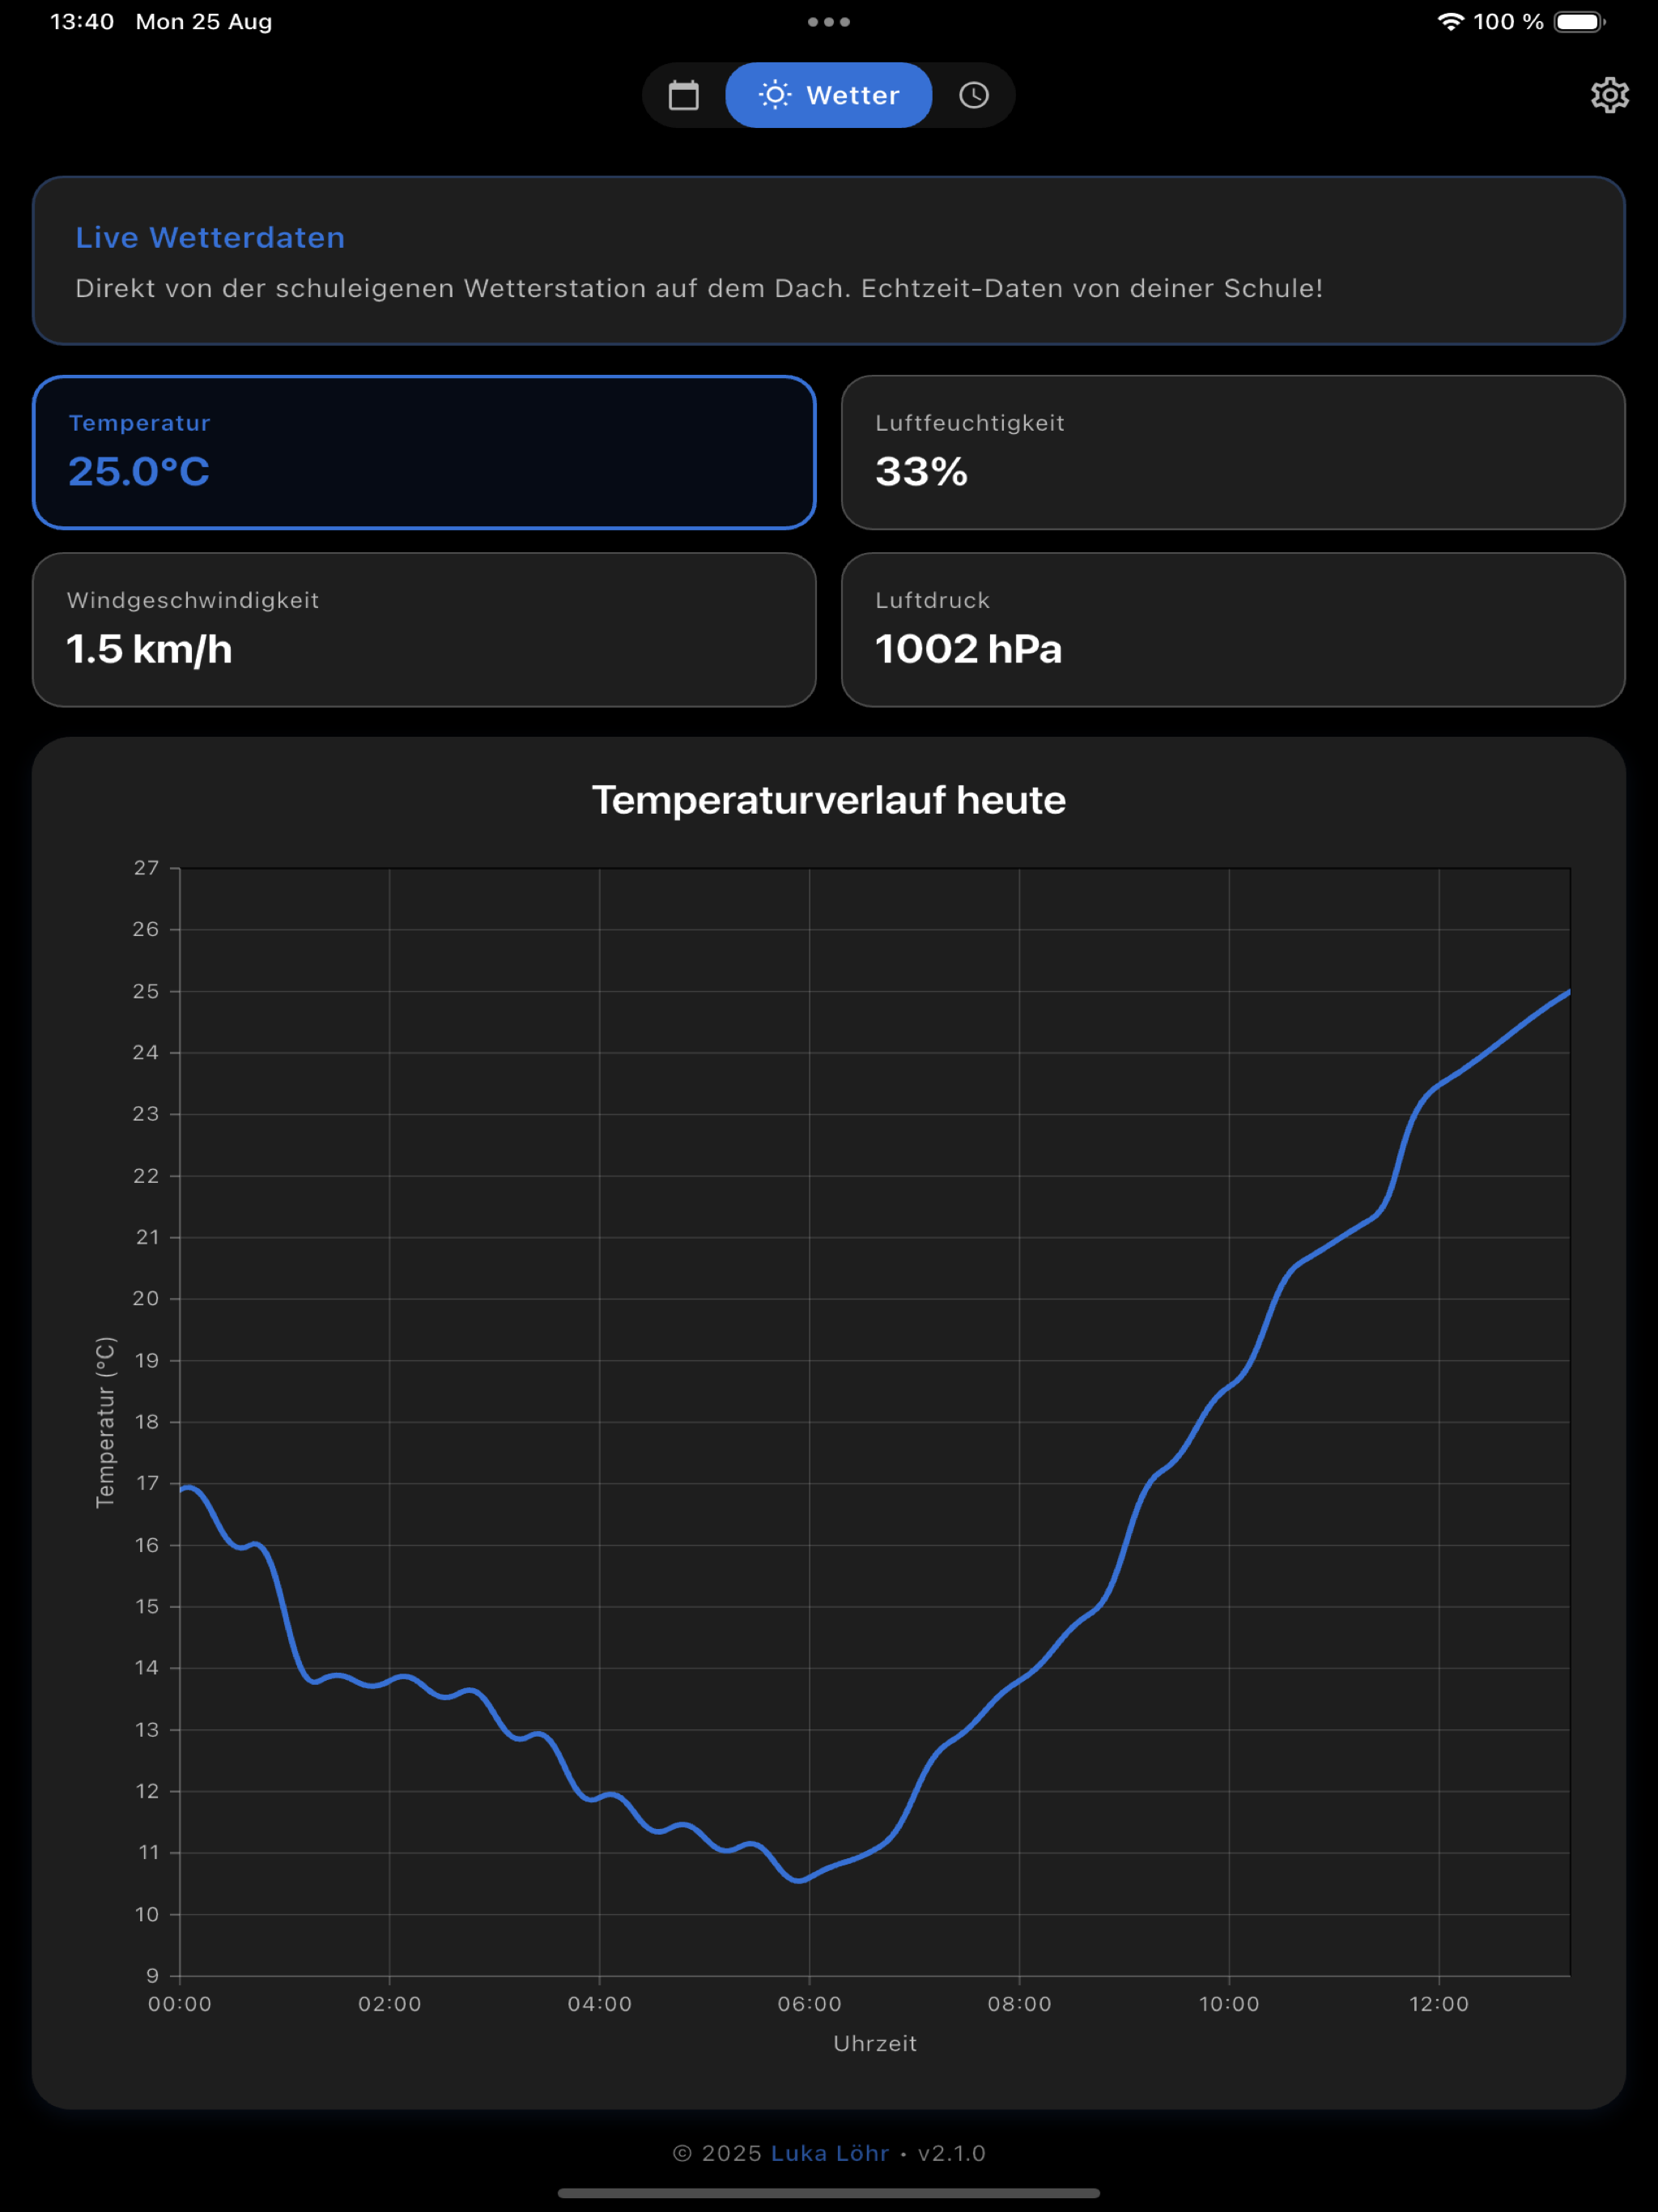 13:40 Mon 25 Aug
100 %
Wetter
Live Wetterdaten
Direkt von der schuleigenen Wetterstation auf dem Dach. Echtzeit-Daten von deiner Schule!
Temperatur
25.0°C
Luftfeuchtigkeit
33%
Windgeschwindigkeit
1.5 km/h
Luftdruck
1002 hPa
Temperaturverlauf heute
27
26
25
24
23
22
21
20
19
18
17
16
15
14
13
12
11
10
9
Temperatur (°C)
00:00 02:00 04:00 06:00 08:00 10:00 12:00
Uhrzeit
© 2025 Luka Löhr • v2.1.0